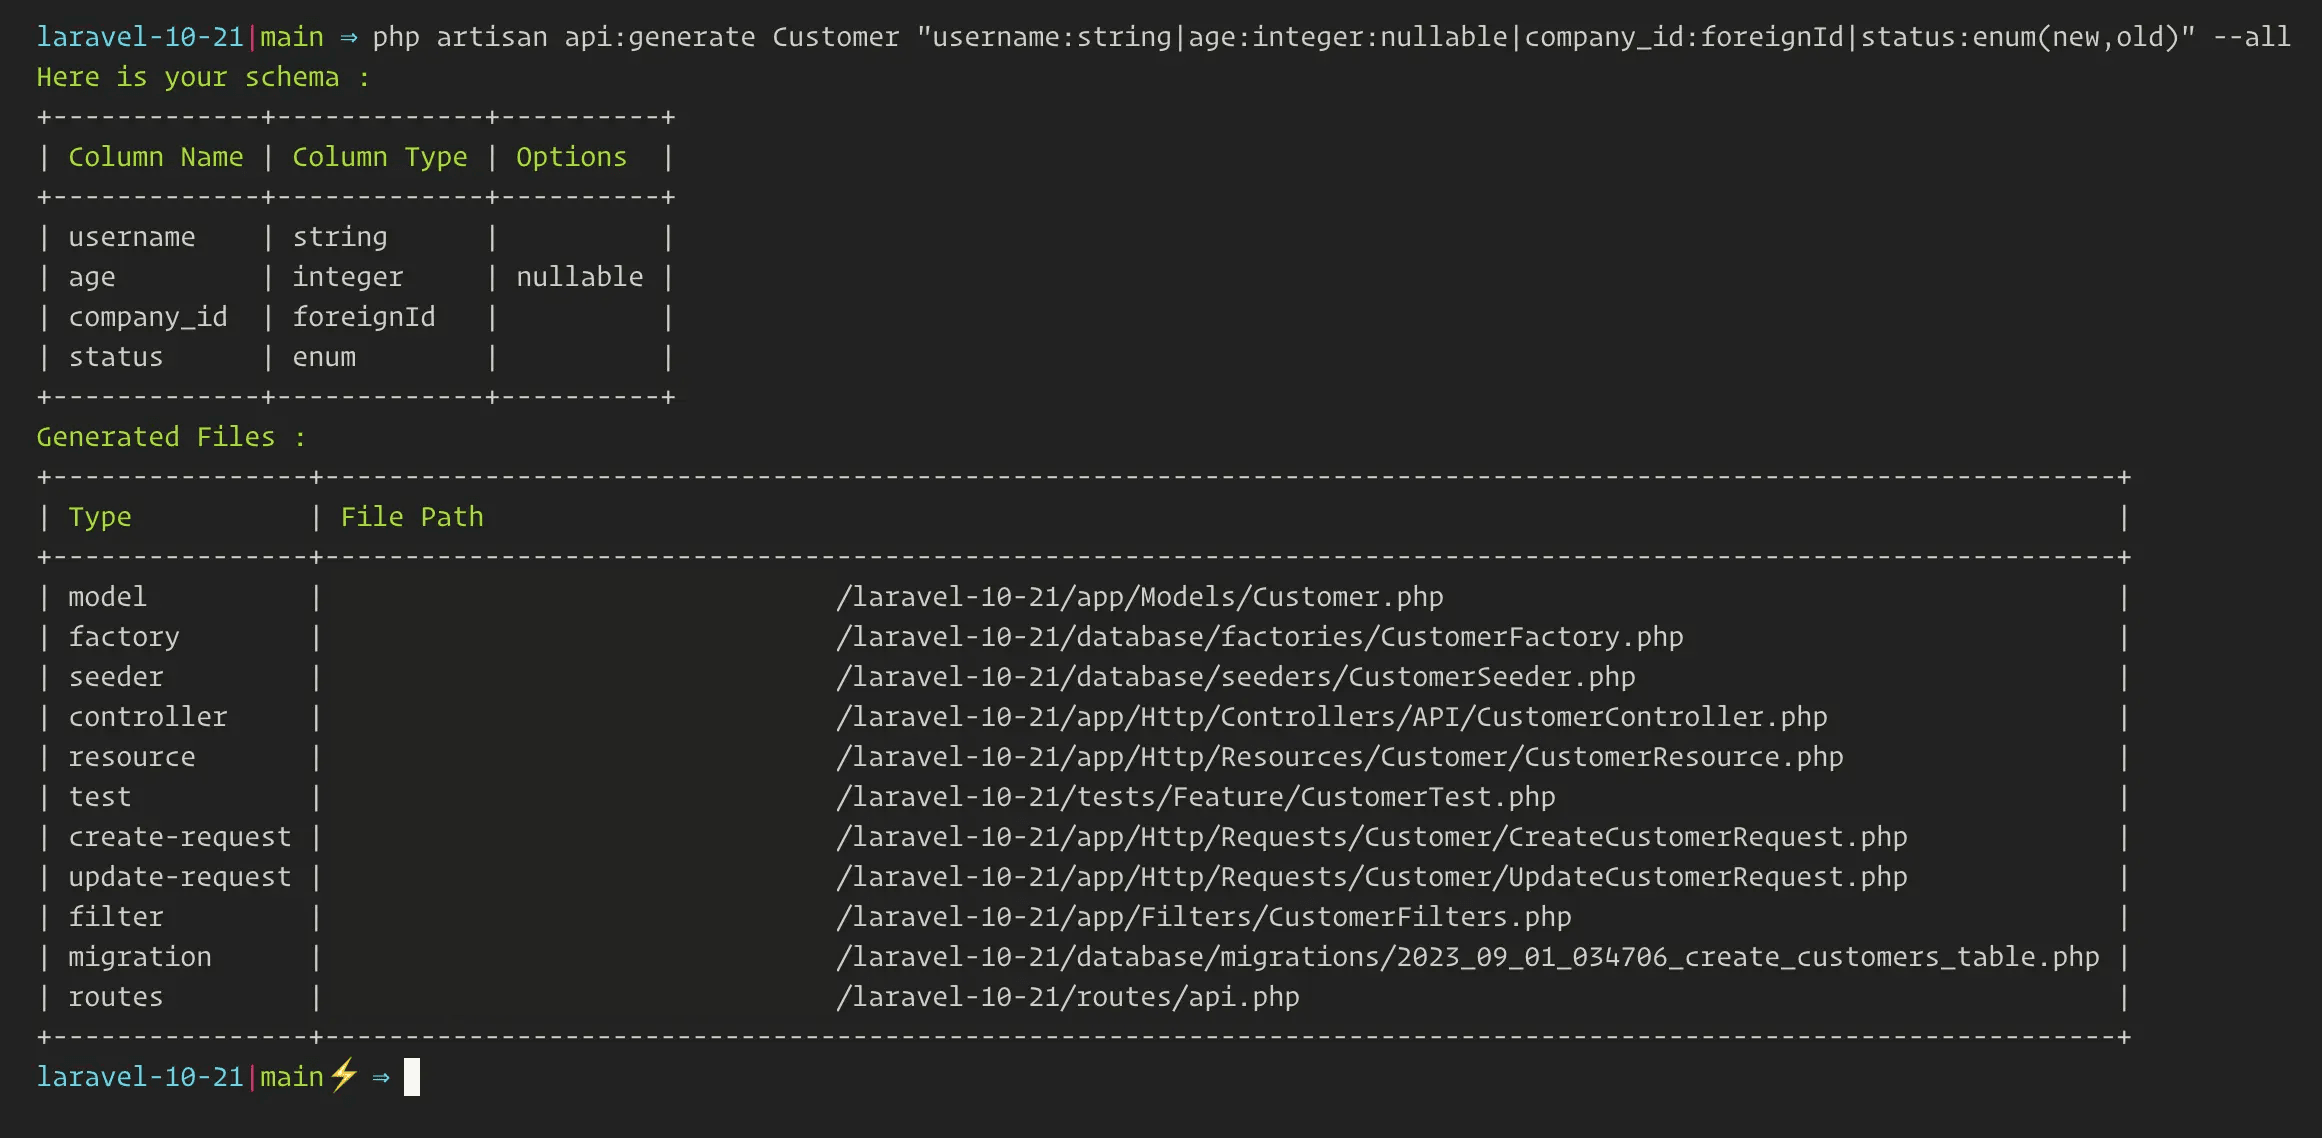 laravel-10-21|main ⇒ php artisan api:generate Customer "username:string|age:integer:nullable|company_id:foreignId|status:enum(new,old)" --all
Here is your schema :
+-------------+-------------+----------+
| Column Name | Column Type | Options  |
+-------------+-------------+----------+
| username    | string      |          |
| age         | integer     | nullable |
| company_id  | foreignId   |          |
| status      | enum        |          |
+-------------+-------------+----------+
Generated Files :
+----------------+----------------------------------------------------------------------------------------------------------------+
| Type           | File Path                                                                                                      |
+----------------+----------------------------------------------------------------------------------------------------------------+
| model          |                                /laravel-10-21/app/Models/Customer.php                                          |
| factory        |                                /laravel-10-21/database/factories/CustomerFactory.php                           |
| seeder         |                                /laravel-10-21/database/seeders/CustomerSeeder.php                              |
| controller     |                                /laravel-10-21/app/Http/Controllers/API/CustomerController.php                  |
| resource       |                                /laravel-10-21/app/Http/Resources/Customer/CustomerResource.php                 |
| test           |                                /laravel-10-21/tests/Feature/CustomerTest.php                                   |
| create-request |                                /laravel-10-21/app/Http/Requests/Customer/CreateCustomerRequest.php             |
| update-request |                                /laravel-10-21/app/Http/Requests/Customer/UpdateCustomerRequest.php             |
| filter         |                                /laravel-10-21/app/Filters/CustomerFilters.php                                  |
| migration      |                                /laravel-10-21/database/migrations/2023_09_01_034706_create_customers_table.php |
| routes         |                                /laravel-10-21/routes/api.php                                                   |
+----------------+----------------------------------------------------------------------------------------------------------------+
laravel-10-21|main⚡ ⇒